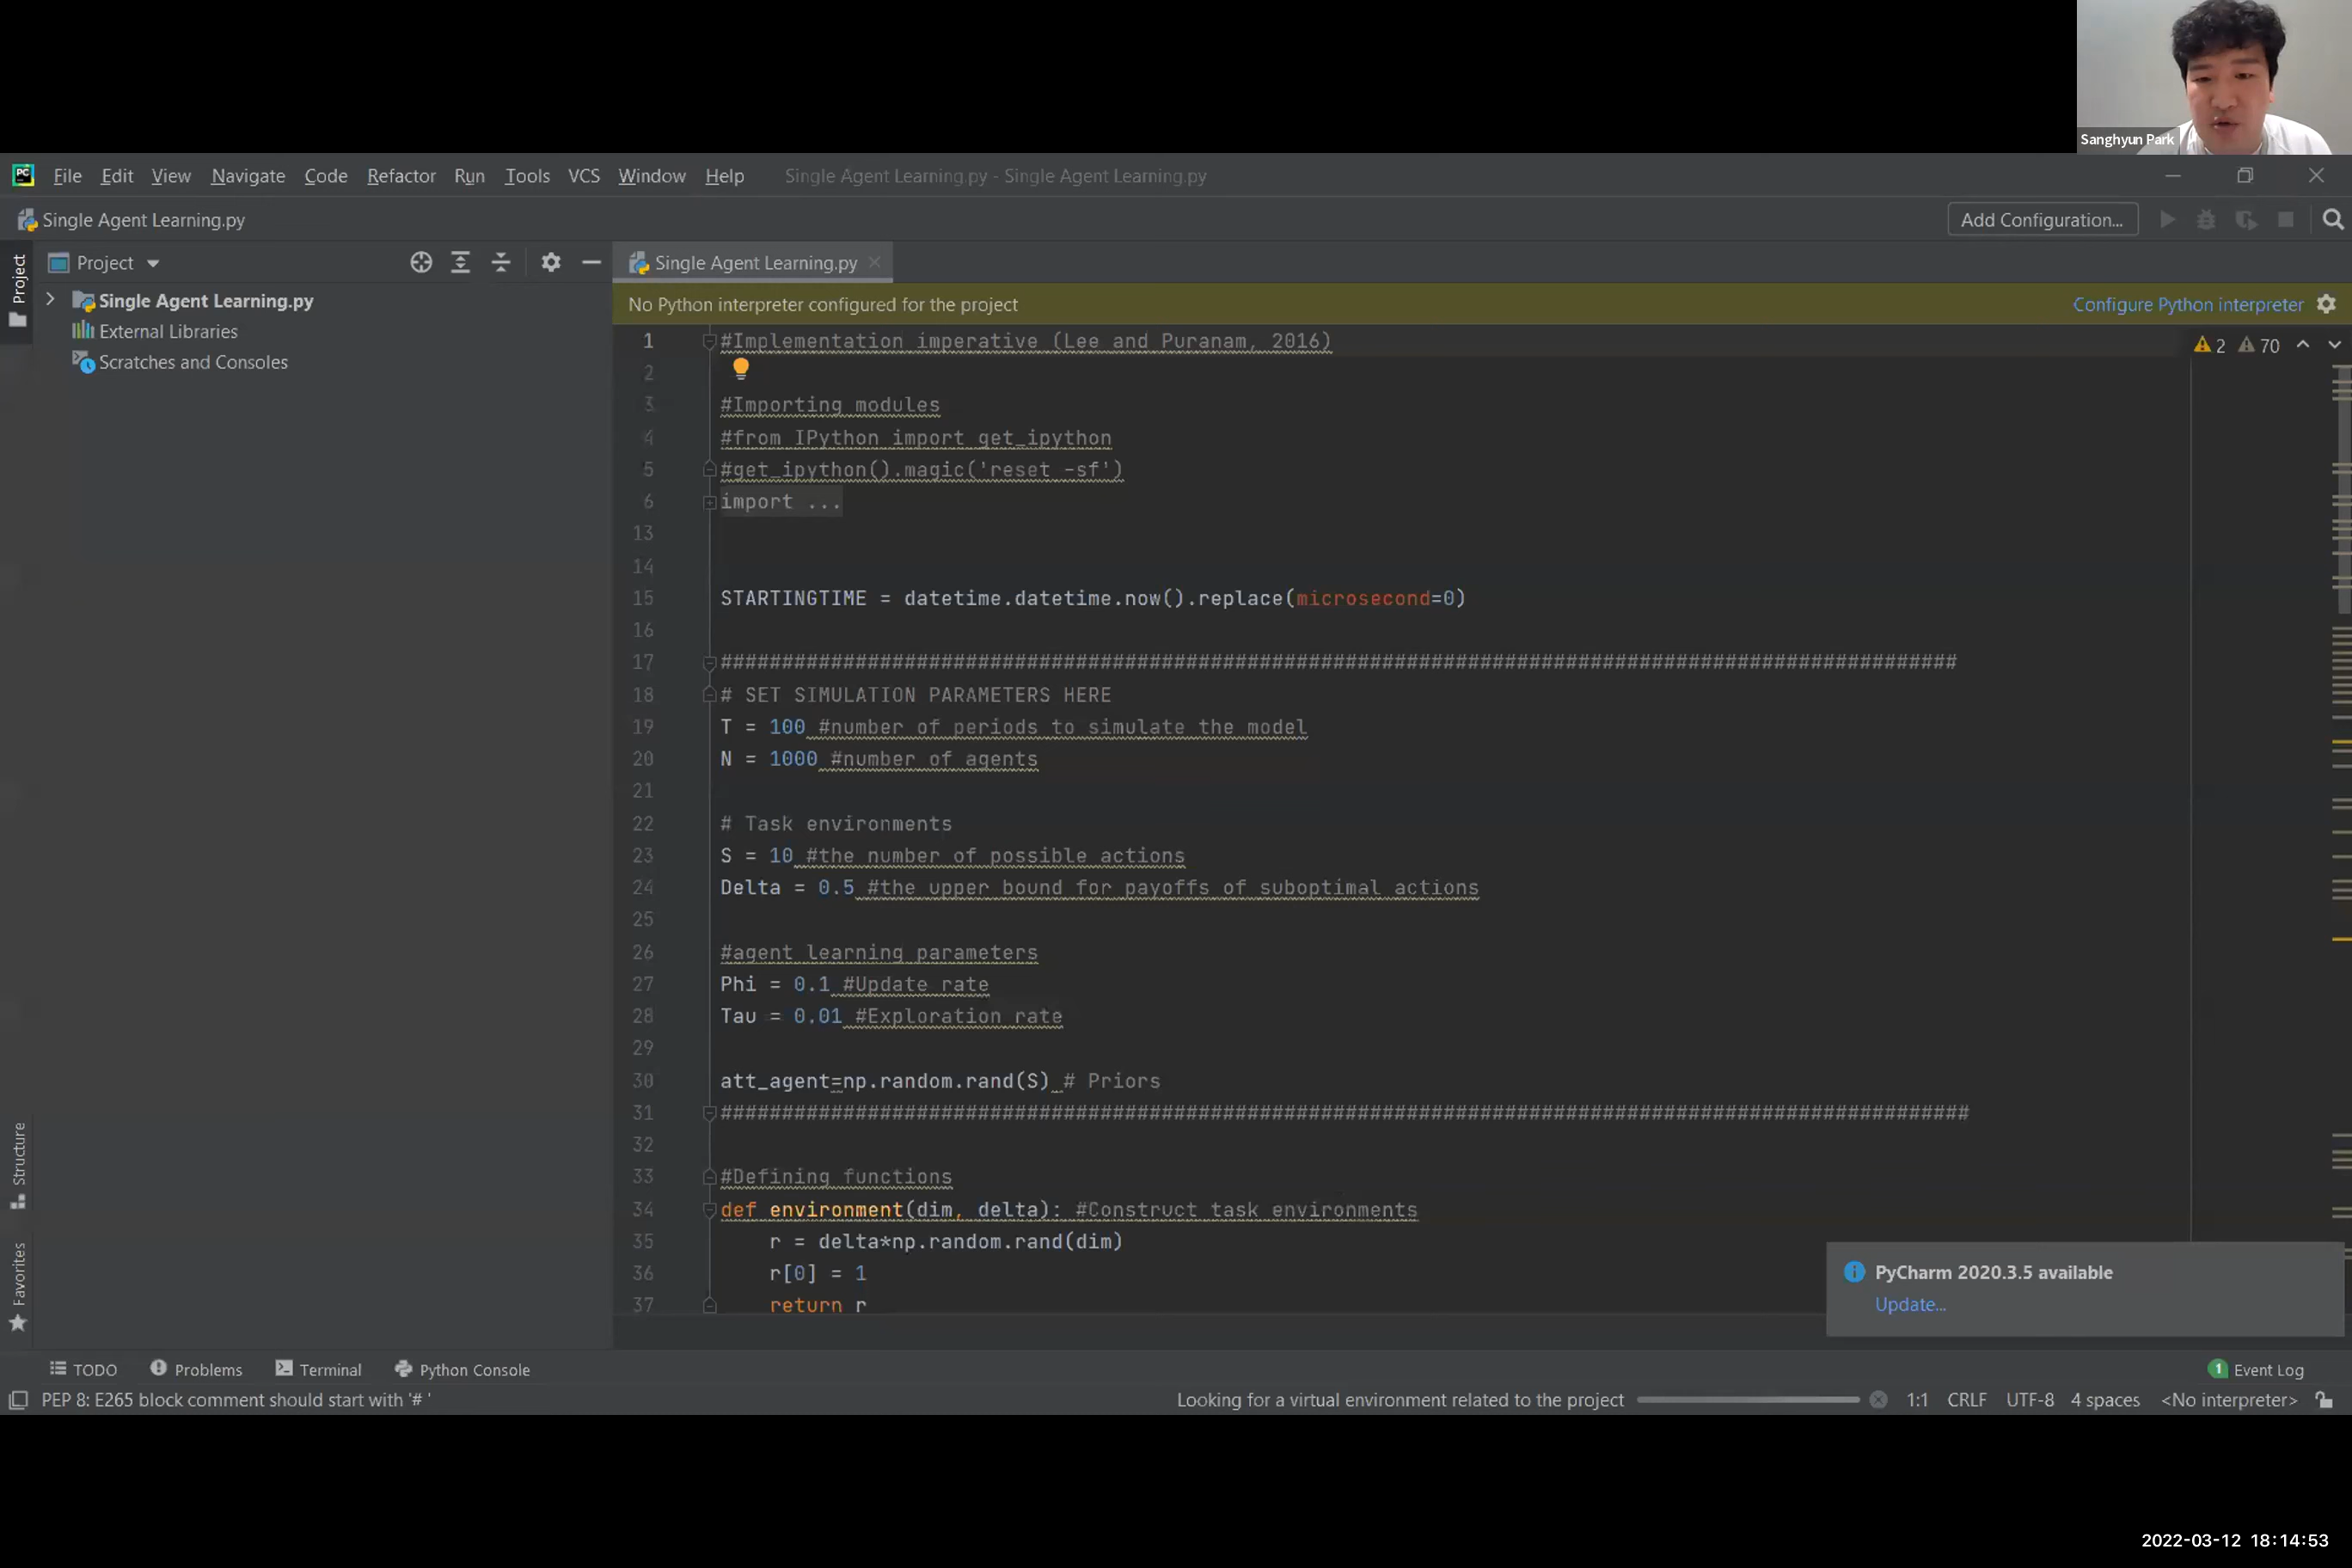 Sanghyun Park
PC File Edit View Navigate Code Refactor Run Tools VCS Window Help Single Agent Learning.py - Single Agent Learning.py
Single Agent Learning.py Add Configuration...
Project Project Single Agent Learning.py
No Python interpreter configured for the project Configure Python interpreter
Single Agent Learning.py
External Libraries
Scratches and Consoles
2 70
1 #Implementation imperative (Lee and Puranam, 2016)
2
3 #Importing modules
4 #from IPython import get_ipython
5 #get_ipython().magic('reset -sf')
6 import ...
13
14
15 STARTINGTIME = datetime.datetime.now().replace(microsecond=0)
16
17 #####################################################################################################
18 # SET SIMULATION PARAMETERS HERE
19 T = 100 #number of periods to simulate the model
20 N = 1000 #number of agents
21
22 # Task environments
23 S = 10 #the number of possible actions
24 Delta = 0.5 #the upper bound for payoffs of suboptimal actions
25
26 #agent learning parameters
27 Phi = 0.1 #Update rate
28 Tau = 0.01 #Exploration rate
29
30 att_agent=np.random.rand(S) # Priors
31 ######################################################################################################
32
33 #Defining functions
34 def environment(dim, delta): #Construct task environments
35 r = delta*np.random.rand(dim)
36 r[0] = 1
37 return r
Structure
Favorites
PyCharm 2020.3.5 available
Update...
TODO Problems Terminal Python Console 1 Event Log
PEP 8: E265 block comment should start with '# ' Looking for a virtual environment related to the project 1:1 CRLF UTF-8 4 spaces <No interpreter>
2022-03-12 18:14:53